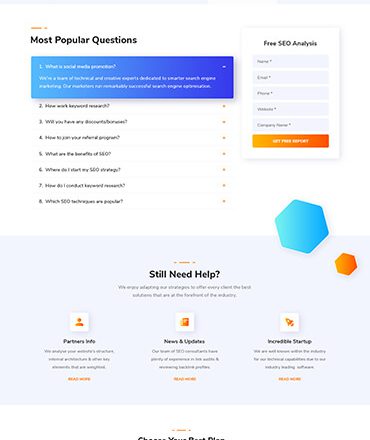 Most Popular Questions
1. What is social media promotion?
We're a team of technical and creative experts dedicated to smarter search engine
marketing. Our marketers run remarkably successful search engine optimisation.
2. How work keyword research?
3. Will you have any discounts/bonuses?
4. How to join your referral program?
5. What are the benefits of SEO?
6. Where do I start my SEO strategy?
7. How do I conduct keyword research?
8. Which SEO techniques are popular?
Free SEO Analysis
Name *
Email *
Phone *
Website *
Company Name *
GET FREE REPORT
Still Need Help?
We enjoy adapting our strategies to offer every client the best
solutions that are at the forefront of the industry.
Partners Info
We analyse your website's structure,
internal architecture & other key
elements that are weighted.
READ MORE
News & Updates
Our team of SEO consultants have
plenty of experience in link audits &
reviewing backlink profiles.
READ MORE
Incredible Startup
We are well known within the industry
for our technical capabilities due to our
industry leading software.
READ MORE
Choose Your Best Plan